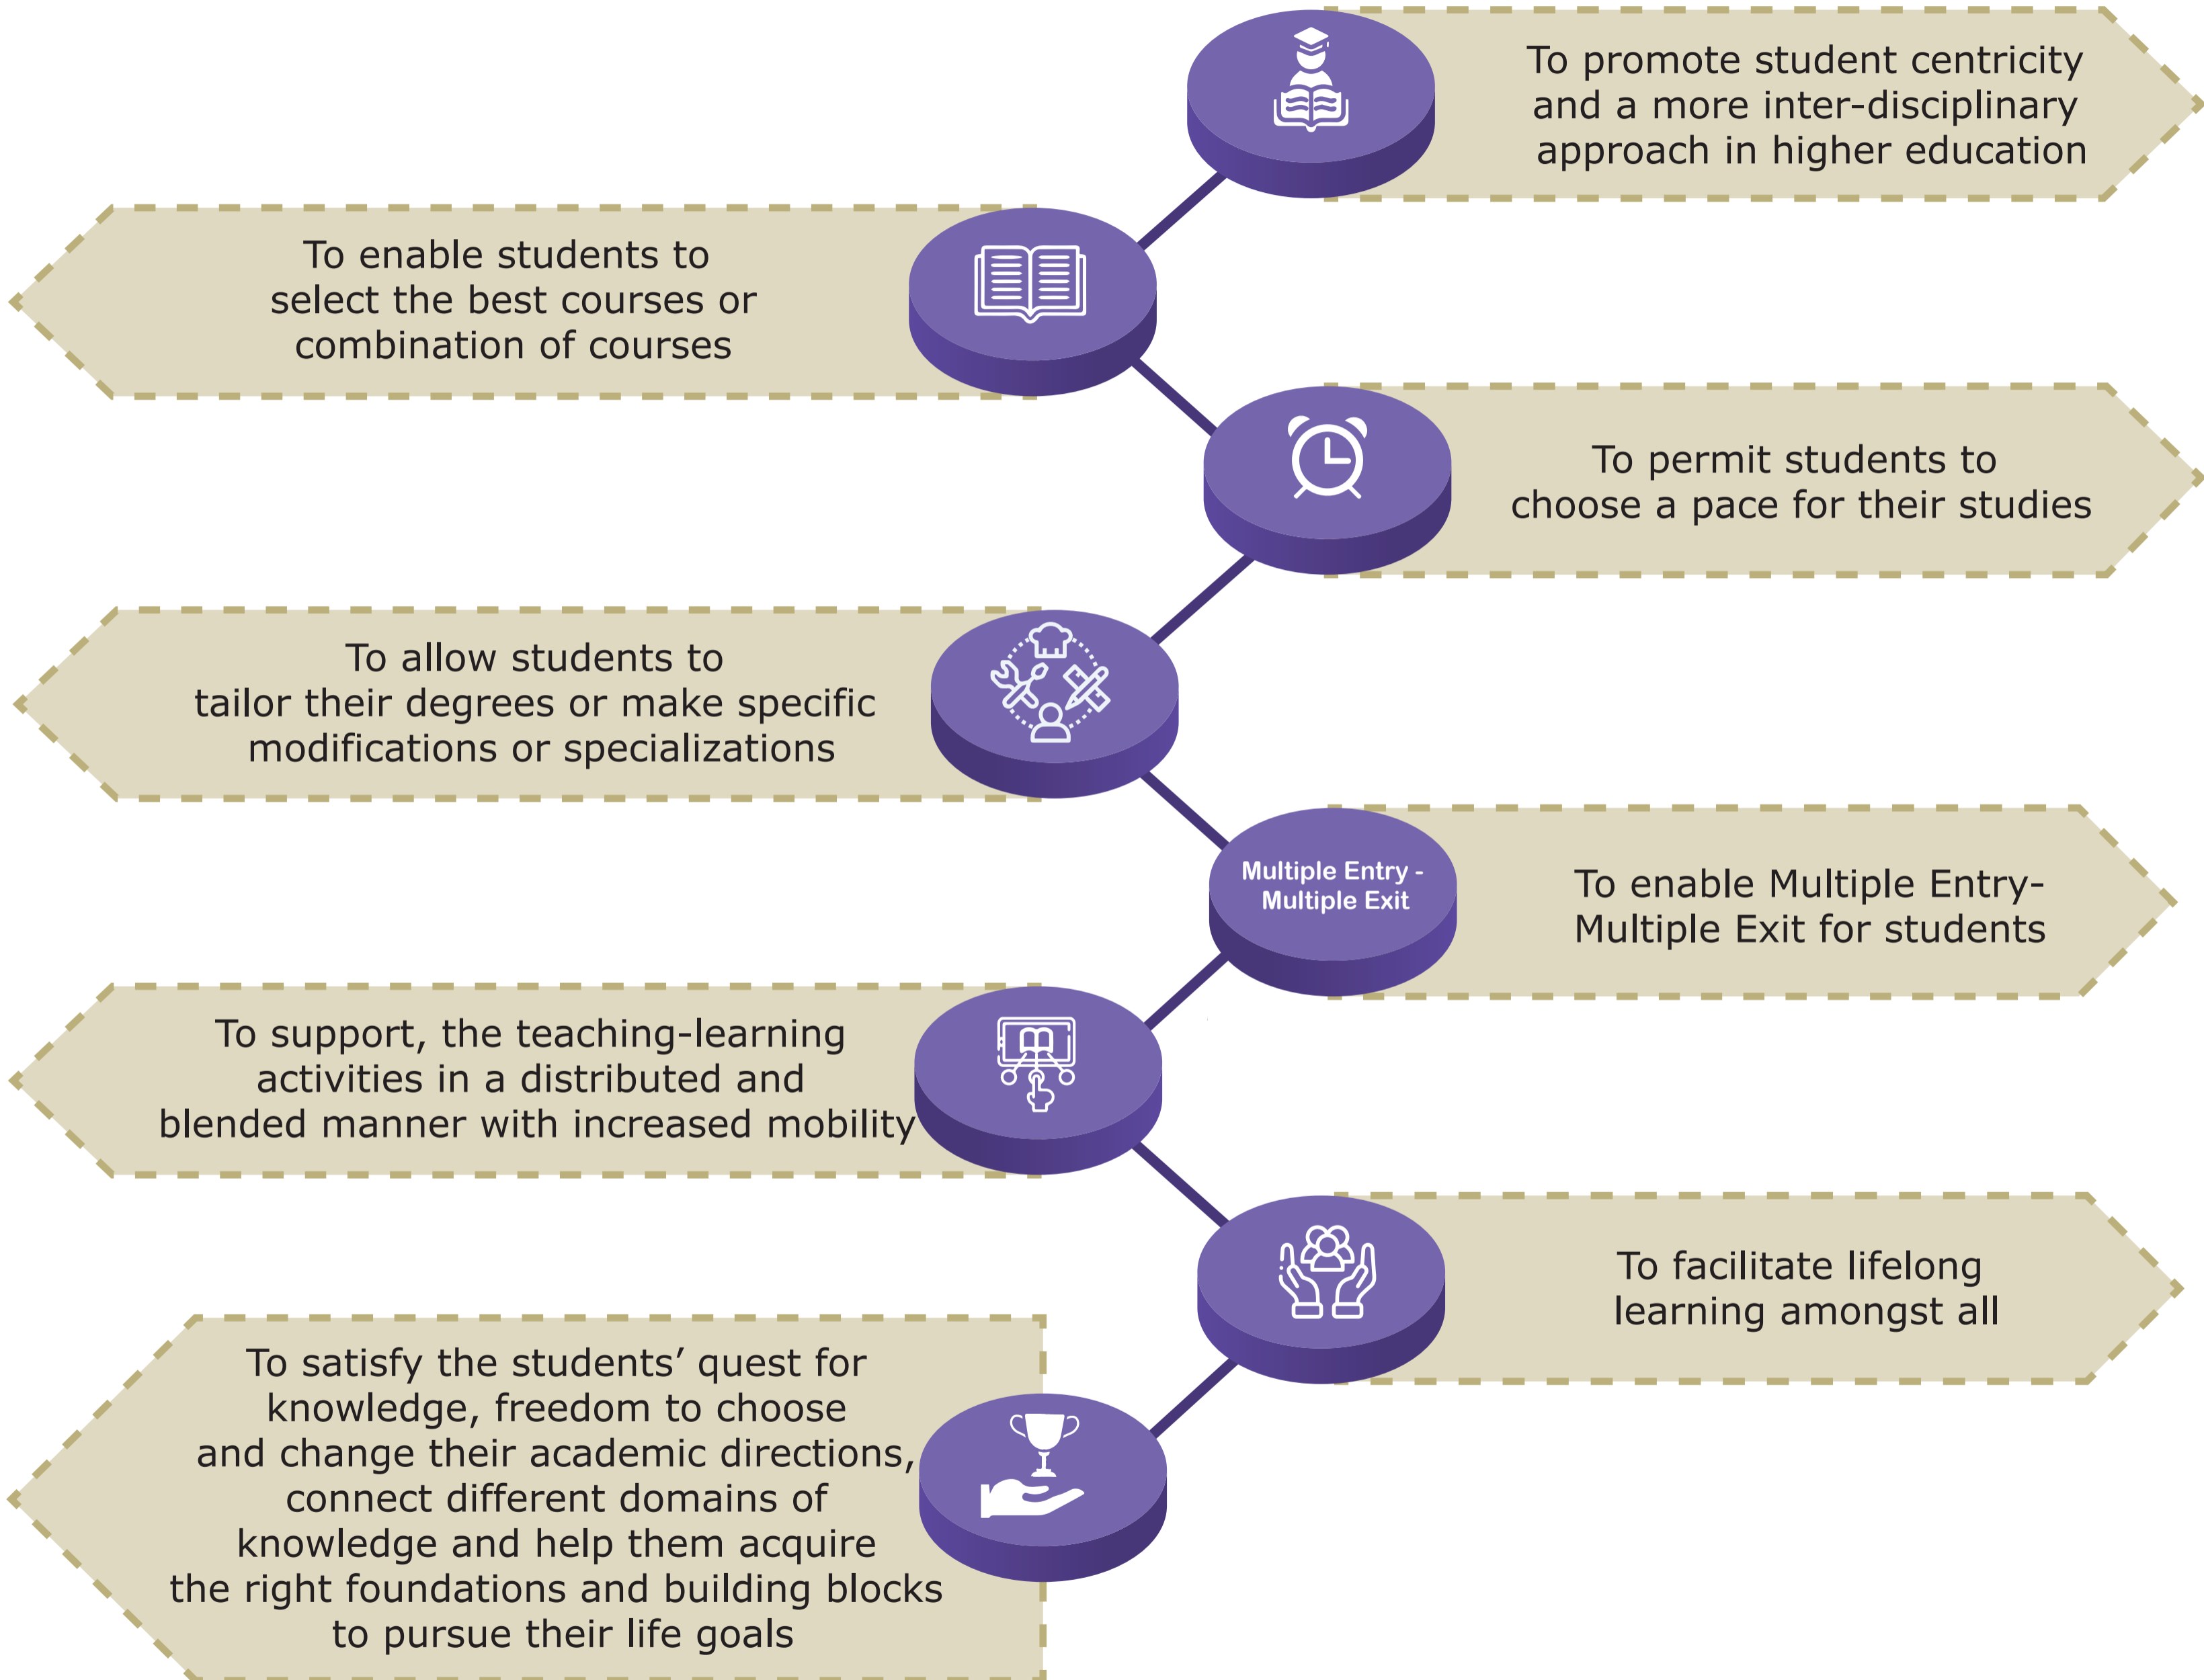 To promote student centricity
and a more inter-disciplinary
approach in higher education
To enable students to
select the best courses or
combination of courses
To permit students to
choose a pace for their studies
To allow students to
tailor their degrees or make specific
modifications or specializations
Multiple Entry -
Multiple Exit
To enable Multiple Entry-
Multiple Exit for students
To support, the teaching-learning
activities in a distributed and
blended manner with increased mobility
To facilitate lifelong
learning amongst all
To satisfy the students’ quest for
knowledge, freedom to choose
and change their academic directions,
connect different domains of
knowledge and help them acquire
the right foundations and building blocks
to pursue their life goals